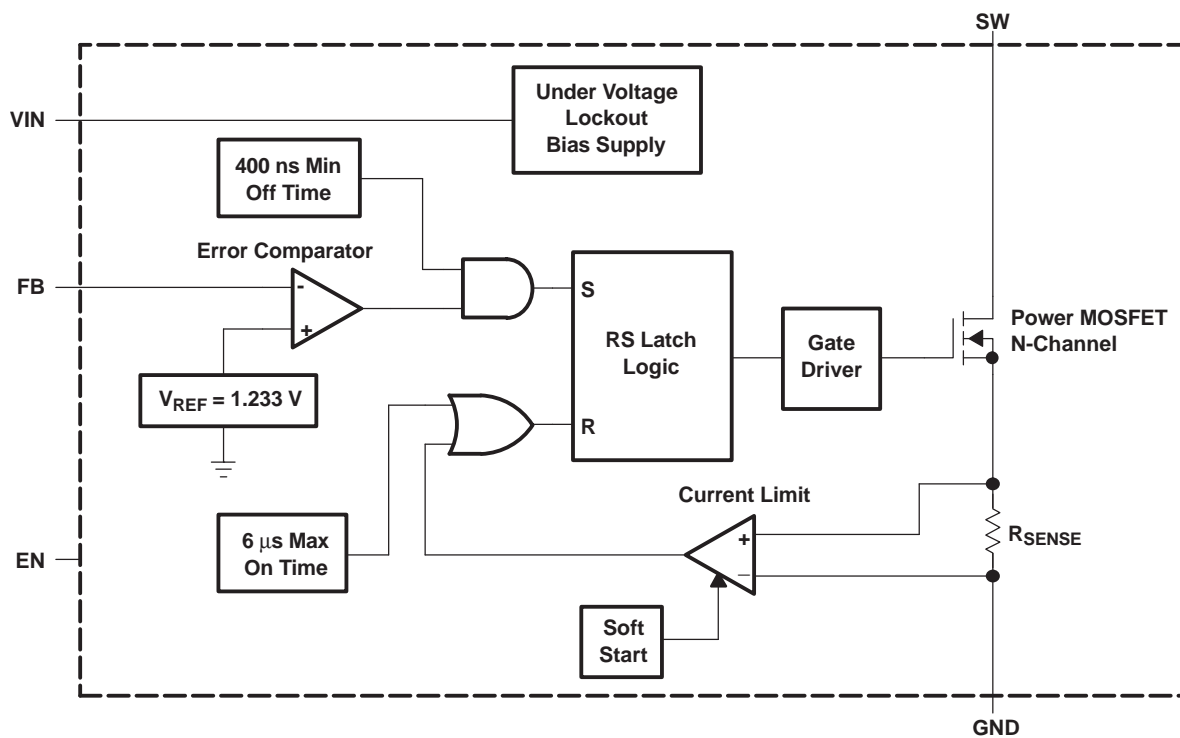 SW
Under Voltage
Lockout
Bias Supply
VIN
400 ns Min
Off Time
Error Comparator
FB
-
+
S
RS Latch
Logic
R
Gate
Driver
Power MOSFET
N-Channel
VREF = 1.233 V
Current Limit
+
–
RSENSE
EN
6 μs Max
On Time
Soft
Start
GND